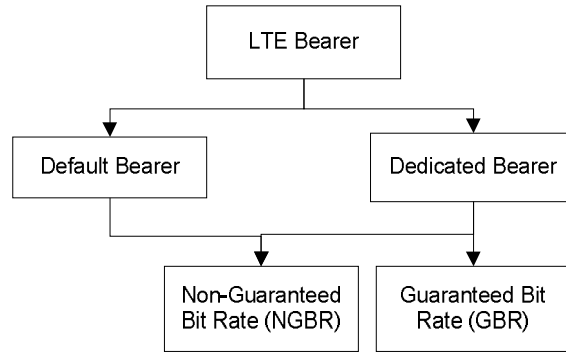 LTE Bearer
Default Bearer
Dedicated Bearer
Non-Guaranteed
Bit Rate (NGBR)
Guaranteed Bit
Rate (GBR)